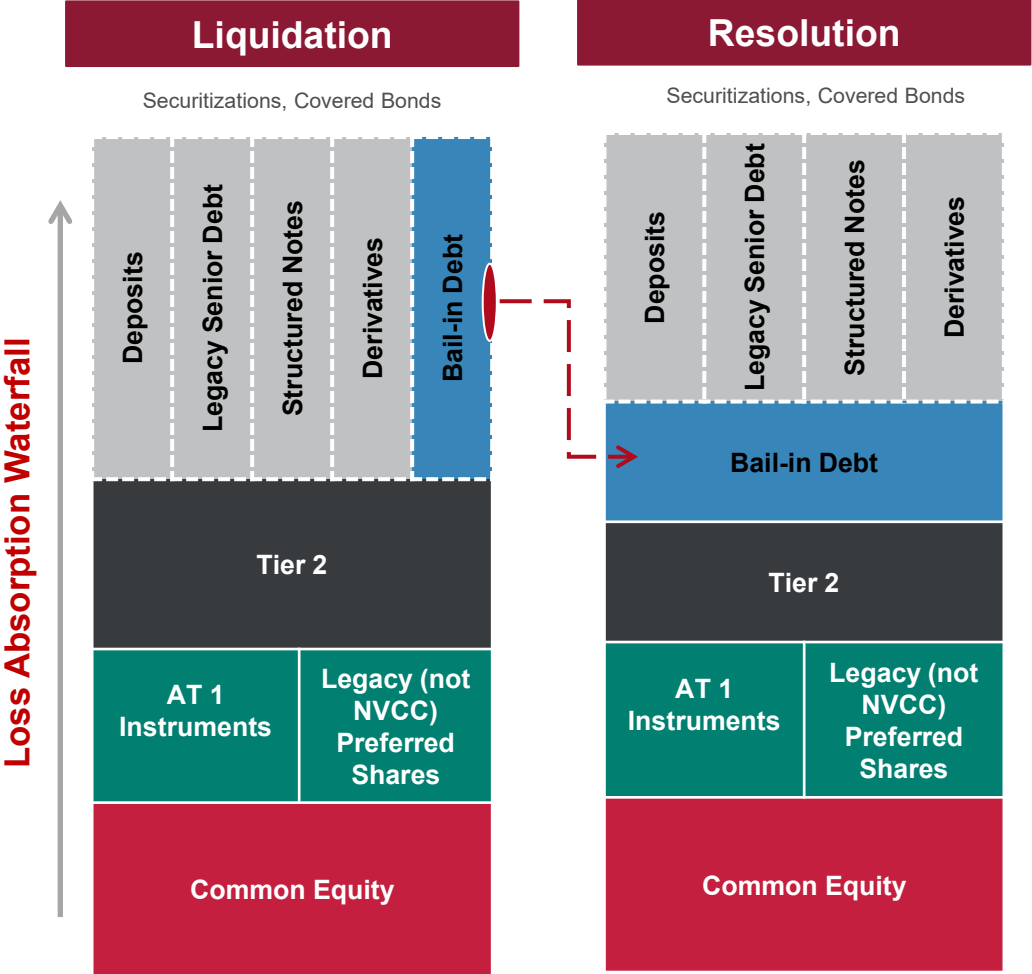 Liquidation
Securitizations, Covered Bonds
Deposits
Legacy Senior Debt
Structured Notes
Derivatives
Bail-in Debt
Tier 2
AT 1
Instruments
Legacy (not
NVCC)
Preferred
Shares
Common Equity
Loss Absorption Waterfall
Resolution
Securitizations, Covered Bonds
Deposits
Legacy Senior Debt
Structured Notes
Derivatives
Bail-in Debt
Tier 2
AT 1
Instruments
Legacy (not
NVCC)
Preferred
Shares
Common Equity